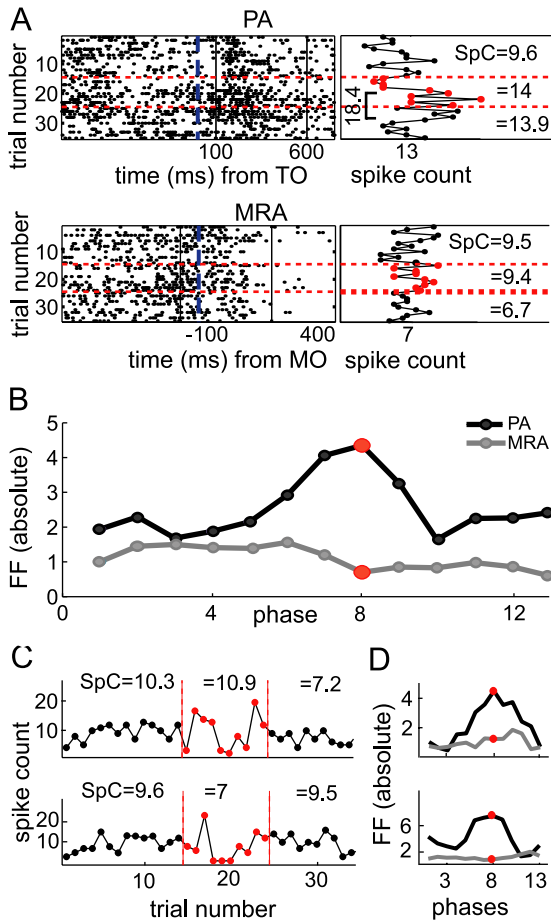 A
PA
trial number
10
20
30
100
600
time (ms) from TO
SpC=9.6
=14
=13.9
18.4
13
spike count
MRA
trial number
10
20
30
-100
400
time (ms) from MO
SpC=9.5
=9.4
=6.7
7
spike count
B
FF (absolute)
5
4
3
2
1
0
0
4
8
12
phase
PA
MRA
C
spike count
SpC=10.3
=10.9
=7.2
20
10
SpC=9.6
=7
=9.5
20
10
10
20
30
trial number
D
FF (absolute)
4
2
6
2
3
8
13
phases